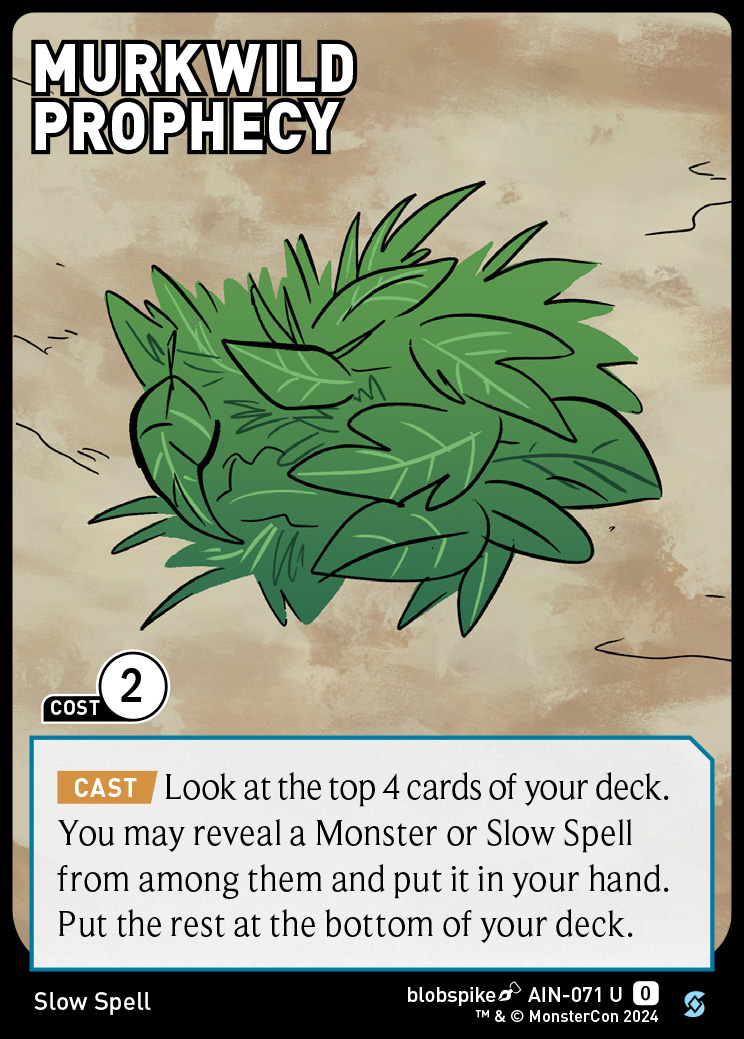 MURKWILD
PROPHECY
COST 2
CAST Look at the top 4 cards of your deck.
You may reveal a Monster or Slow Spell
from among them and put it in your hand.
Put the rest at the bottom of your deck.
Slow Spell
blobspike AIN-071 U 0
™ & © MonsterCon 2024